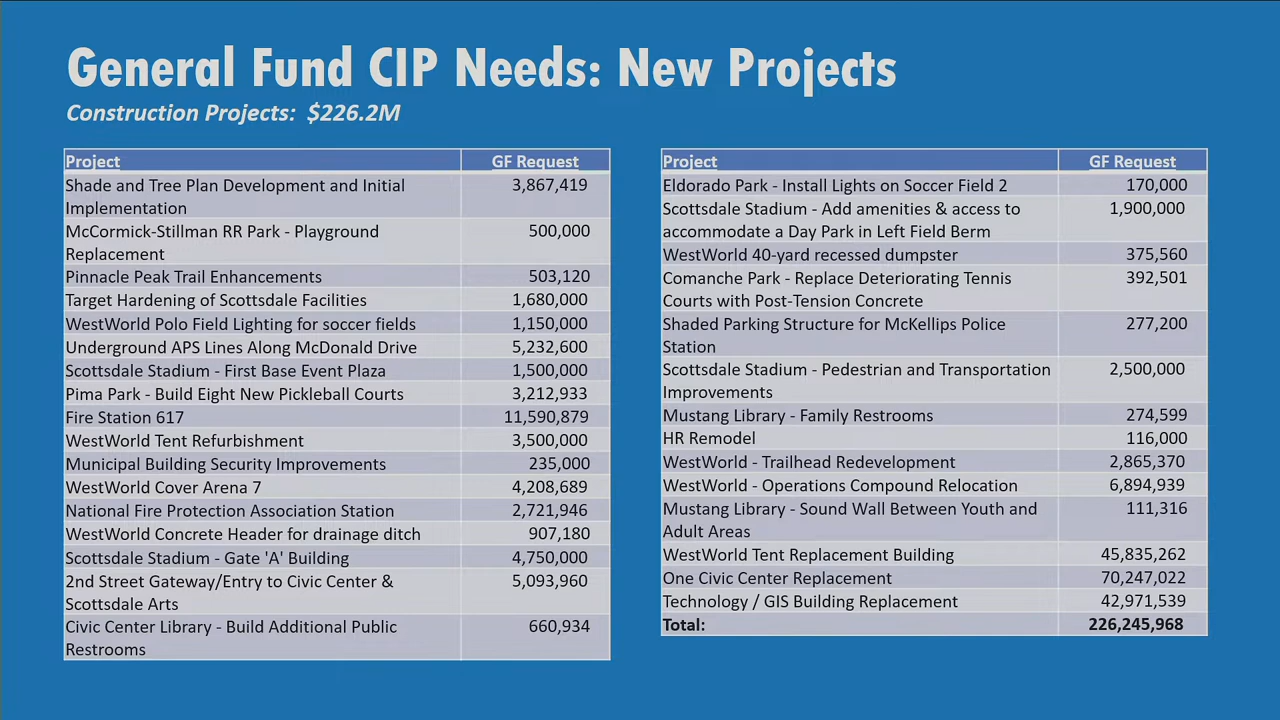 General Fund CIP Needs: New Projects
Construction Projects: $226.2M
Project GF Request
Shade and Tree Plan Development and Initial 3,867,419
Implementation
McCormick-Stillman RR Park - Playground 500,000
Replacement
Pinnacle Peak Trail Enhancements 503,120
Target Hardening of Scottsdale Facilities 1,680,000
WestWorld Polo Field Lighting for soccer fields 1,150,000
Underground APS Lines Along McDonald Drive 5,232,600
Scottsdale Stadium - First Base Event Plaza 1,500,000
Pima Park - Build Eight New Pickleball Courts 3,212,933
Fire Station 617 11,590,879
WestWorld Tent Refurbishment 3,500,000
Municipal Building Security Improvements 235,000
WestWorld Cover Arena 7 4,208,689
National Fire Protection Association Station 2,721,946
WestWorld Concrete Header for drainage ditch 907,180
Scottsdale Stadium - Gate 'A' Building 4,750,000
2nd Street Gateway/Entry to Civic Center & 5,093,960
Scottsdale Arts
Civic Center Library - Build Additional Public 660,934
Restrooms
Project GF Request
Eldorado Park - Install Lights on Soccer Field 2 170,000
Scottsdale Stadium - Add amenities & access to 1,900,000
accommodate a Day Park in Left Field Berm
WestWorld 40-yard recessed dumpster 375,560
Comanche Park - Replace Deteriorating Tennis 392,501
Courts with Post-Tension Concrete
Shaded Parking Structure for McKellips Police 277,200
Station
Scottsdale Stadium - Pedestrian and Transportation 2,500,000
Improvements
Mustang Library - Family Restrooms 274,599
HR Remodel 116,000
WestWorld - Trailhead Redevelopment 2,865,370
WestWorld - Operations Compound Relocation 6,894,939
Mustang Library - Sound Wall Between Youth and 111,316
Adult Areas
WestWorld Tent Replacement Building 45,835,262
One Civic Center Replacement 70,247,022
Technology / GIS Building Replacement 42,971,539
Total: 226,245,968